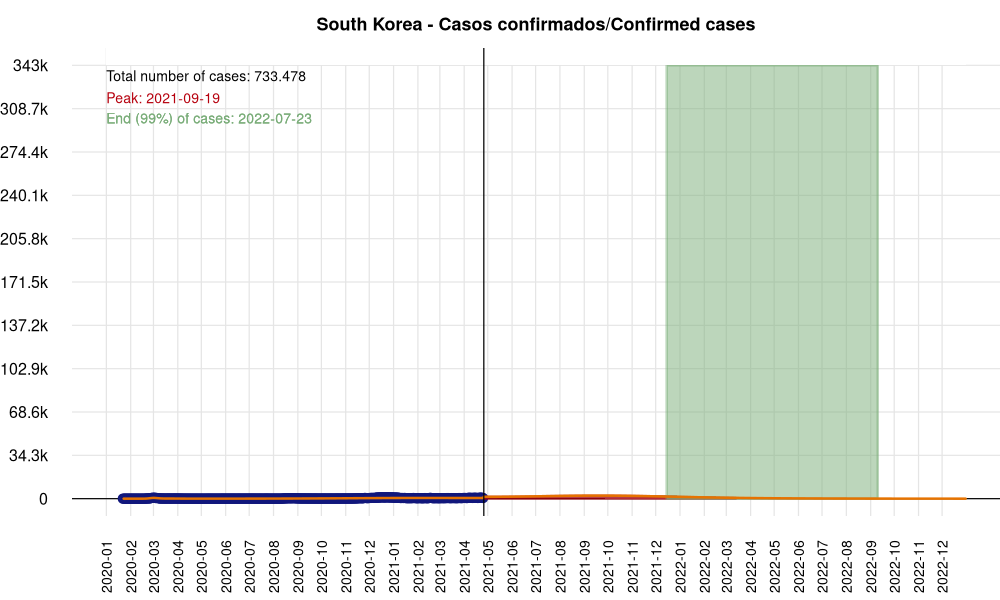 South Korea - Casos confirmados/Confirmed cases
Total number of cases: 733.478
Peak: 2021-09-19
End (99%) of cases: 2022-07-23
343k
308.7k
274.4k
240.1k
205.8k
171.5k
137.2k
102.9k
68.6k
34.3k
0
2020-01
2020-02
2020-03
2020-04
2020-05
2020-06
2020-07
2020-08
2020-09
2020-10
2020-11
2020-12
2021-01
2021-02
2021-03
2021-04
2021-05
2021-06
2021-07
2021-08
2021-09
2021-10
2021-11
2021-12
2022-01
2022-02
2022-03
2022-04
2022-05
2022-06
2022-07
2022-08
2022-09
2022-10
2022-11
2022-12